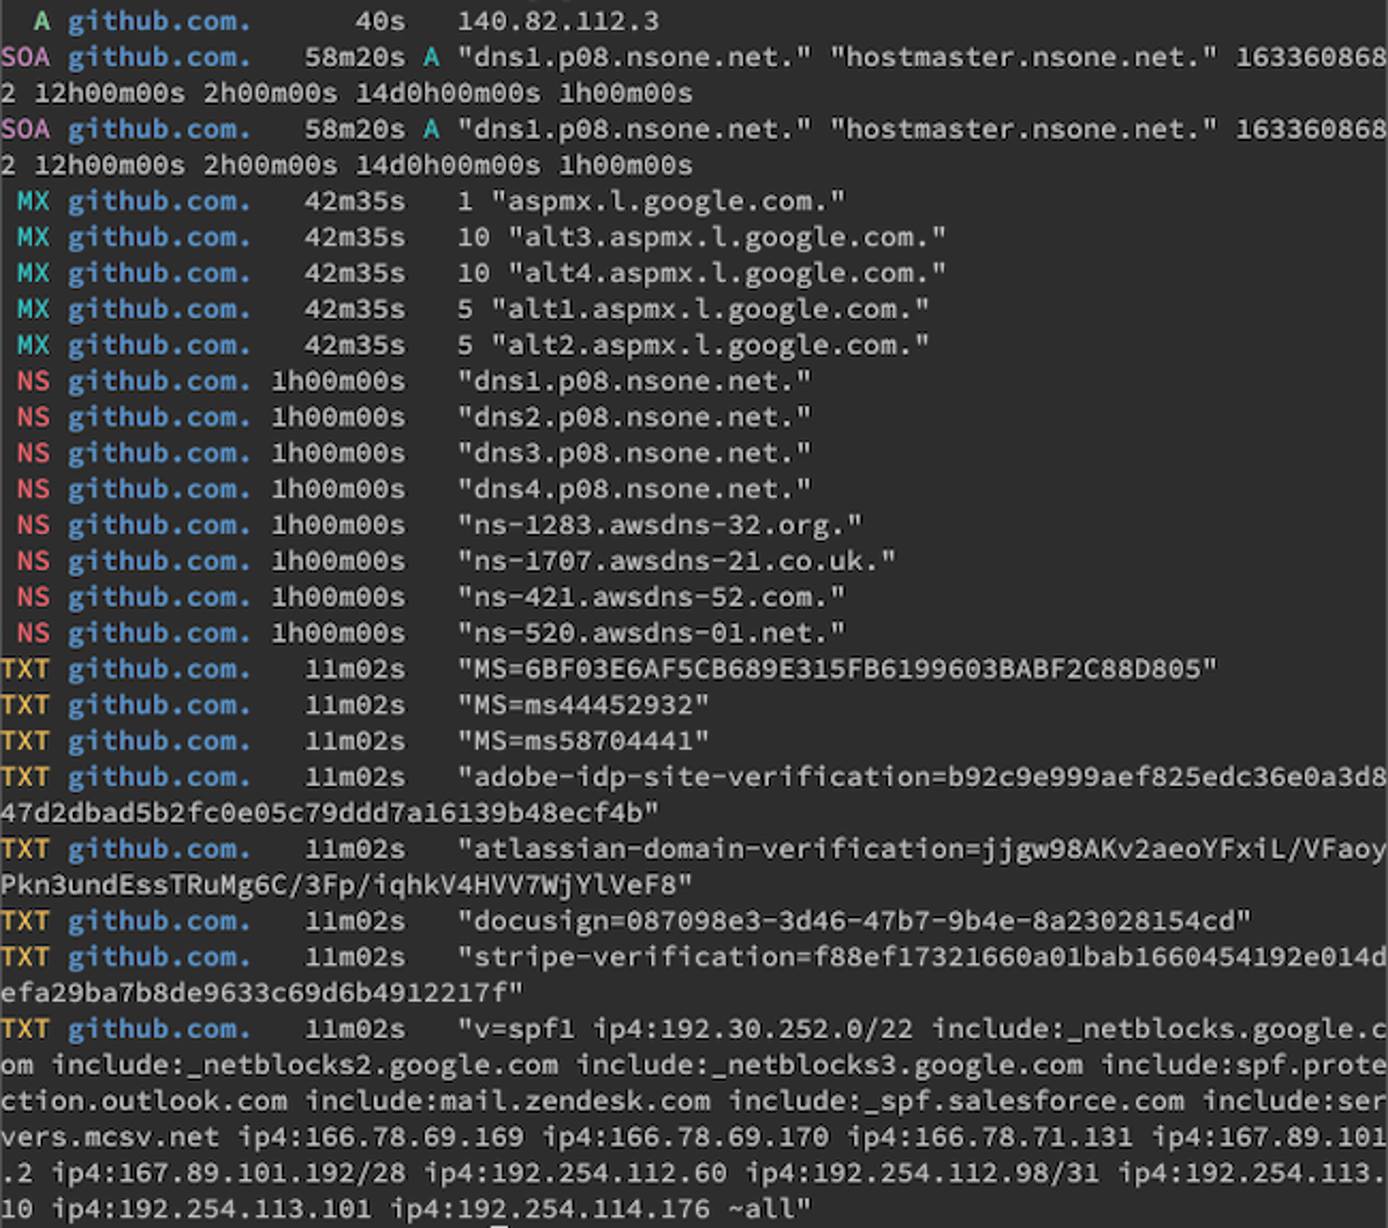 A github.com. 40s 140.82.112.3
SOA github.com. 58m20s A "dns1.p08.nsone.net." "hostmaster.nsone.net." 163360868
2 12h00m00s 2h00m00s 14d0h00m00s 1h00m00s
SOA github.com. 58m20s A "dns1.p08.nsone.net." "hostmaster.nsone.net." 163360868
2 12h00m00s 2h00m00s 14d0h00m00s 1h00m00s
MX github.com. 42m35s 1 "aspmx.l.google.com."
MX github.com. 42m35s 10 "alt3.aspmx.l.google.com."
MX github.com. 42m35s 10 "alt4.aspmx.l.google.com."
MX github.com. 42m35s 5 "alt1.aspmx.l.google.com."
MX github.com. 42m35s 5 "alt2.aspmx.l.google.com."
NS github.com. 1h00m00s "dns1.p08.nsone.net."
NS github.com. 1h00m00s "dns2.p08.nsone.net."
NS github.com. 1h00m00s "dns3.p08.nsone.net."
NS github.com. 1h00m00s "dns4.p08.nsone.net."
NS github.com. 1h00m00s "ns-1283.awsdns-32.org."
NS github.com. 1h00m00s "ns-1707.awsdns-21.co.uk."
NS github.com. 1h00m00s "ns-421.awsdns-52.com."
NS github.com. 1h00m00s "ns-520.awsdns-01.net."
TXT github.com. 11m02s "MS=6BF03E6AF5CB689E315FB6199603BABF2C88D805"
TXT github.com. 11m02s "MS=ms44452932"
TXT github.com. 11m02s "MS=ms58704441"
TXT github.com. 11m02s "adobe-idp-site-verification=b92c9e999aef825edc36e0a3d8
47d2dbad5b2fc0e05c79ddd7a16139b48ecf4b"
TXT github.com. 11m02s "atlassian-domain-verification=jjgw98AKv2aeoYFxiL/VFaoy
Pkn3undEssTRuMg6C/3Fp/iqhkV4HVV7WjYlVeF8"
TXT github.com. 11m02s "docusign=087098e3-3d46-47b7-9b4e-8a23028154cd"
TXT github.com. 11m02s "stripe-verification=f88ef17321660a01bab1660454192e014d
efa29ba7b8de9633c69d6b4912217f"
TXT github.com. 11m02s "v=spf1 ip4:192.30.252.0/22 include:_netblocks.google.c
om include:_netblocks2.google.com include:_netblocks3.google.com include:spf.prote
ction.outlook.com include:mail.zendesk.com include:_spf.salesforce.com include:ser
vers.mcsv.net ip4:166.78.69.169 ip4:166.78.69.170 ip4:166.78.71.131 ip4:167.89.101
.2 ip4:167.89.101.192/28 ip4:192.254.112.60 ip4:192.254.112.98/31 ip4:192.254.113.
10 ip4:192.254.113.101 ip4:192.254.114.176 ~all"